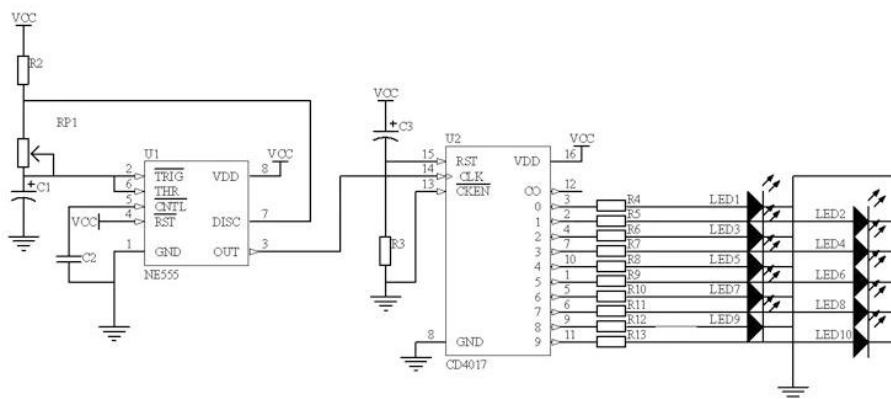 VCC
R2
RP1
C1
U1
2 TRIG
6 THR
5 CNTL
4 RST
VCC
1 GND
VDD 8
VCC
DISC 7
OUT 3
NE555
C2
VCC
C3
R3
U2
15 RST
14 CLK
13 CKEN
8 GND
VDD 16
VCC
CO 12
0 3 R4 LED1
1 2 R5 LED2
2 4 R6 LED3
3 7 R7 LED4
4 10 R8 LED5
5 1 R9 LED6
6 5 R10 LED7
7 6 R11 LED8
8 9 R12 LED9
9 11 R13 LED10
CD4017